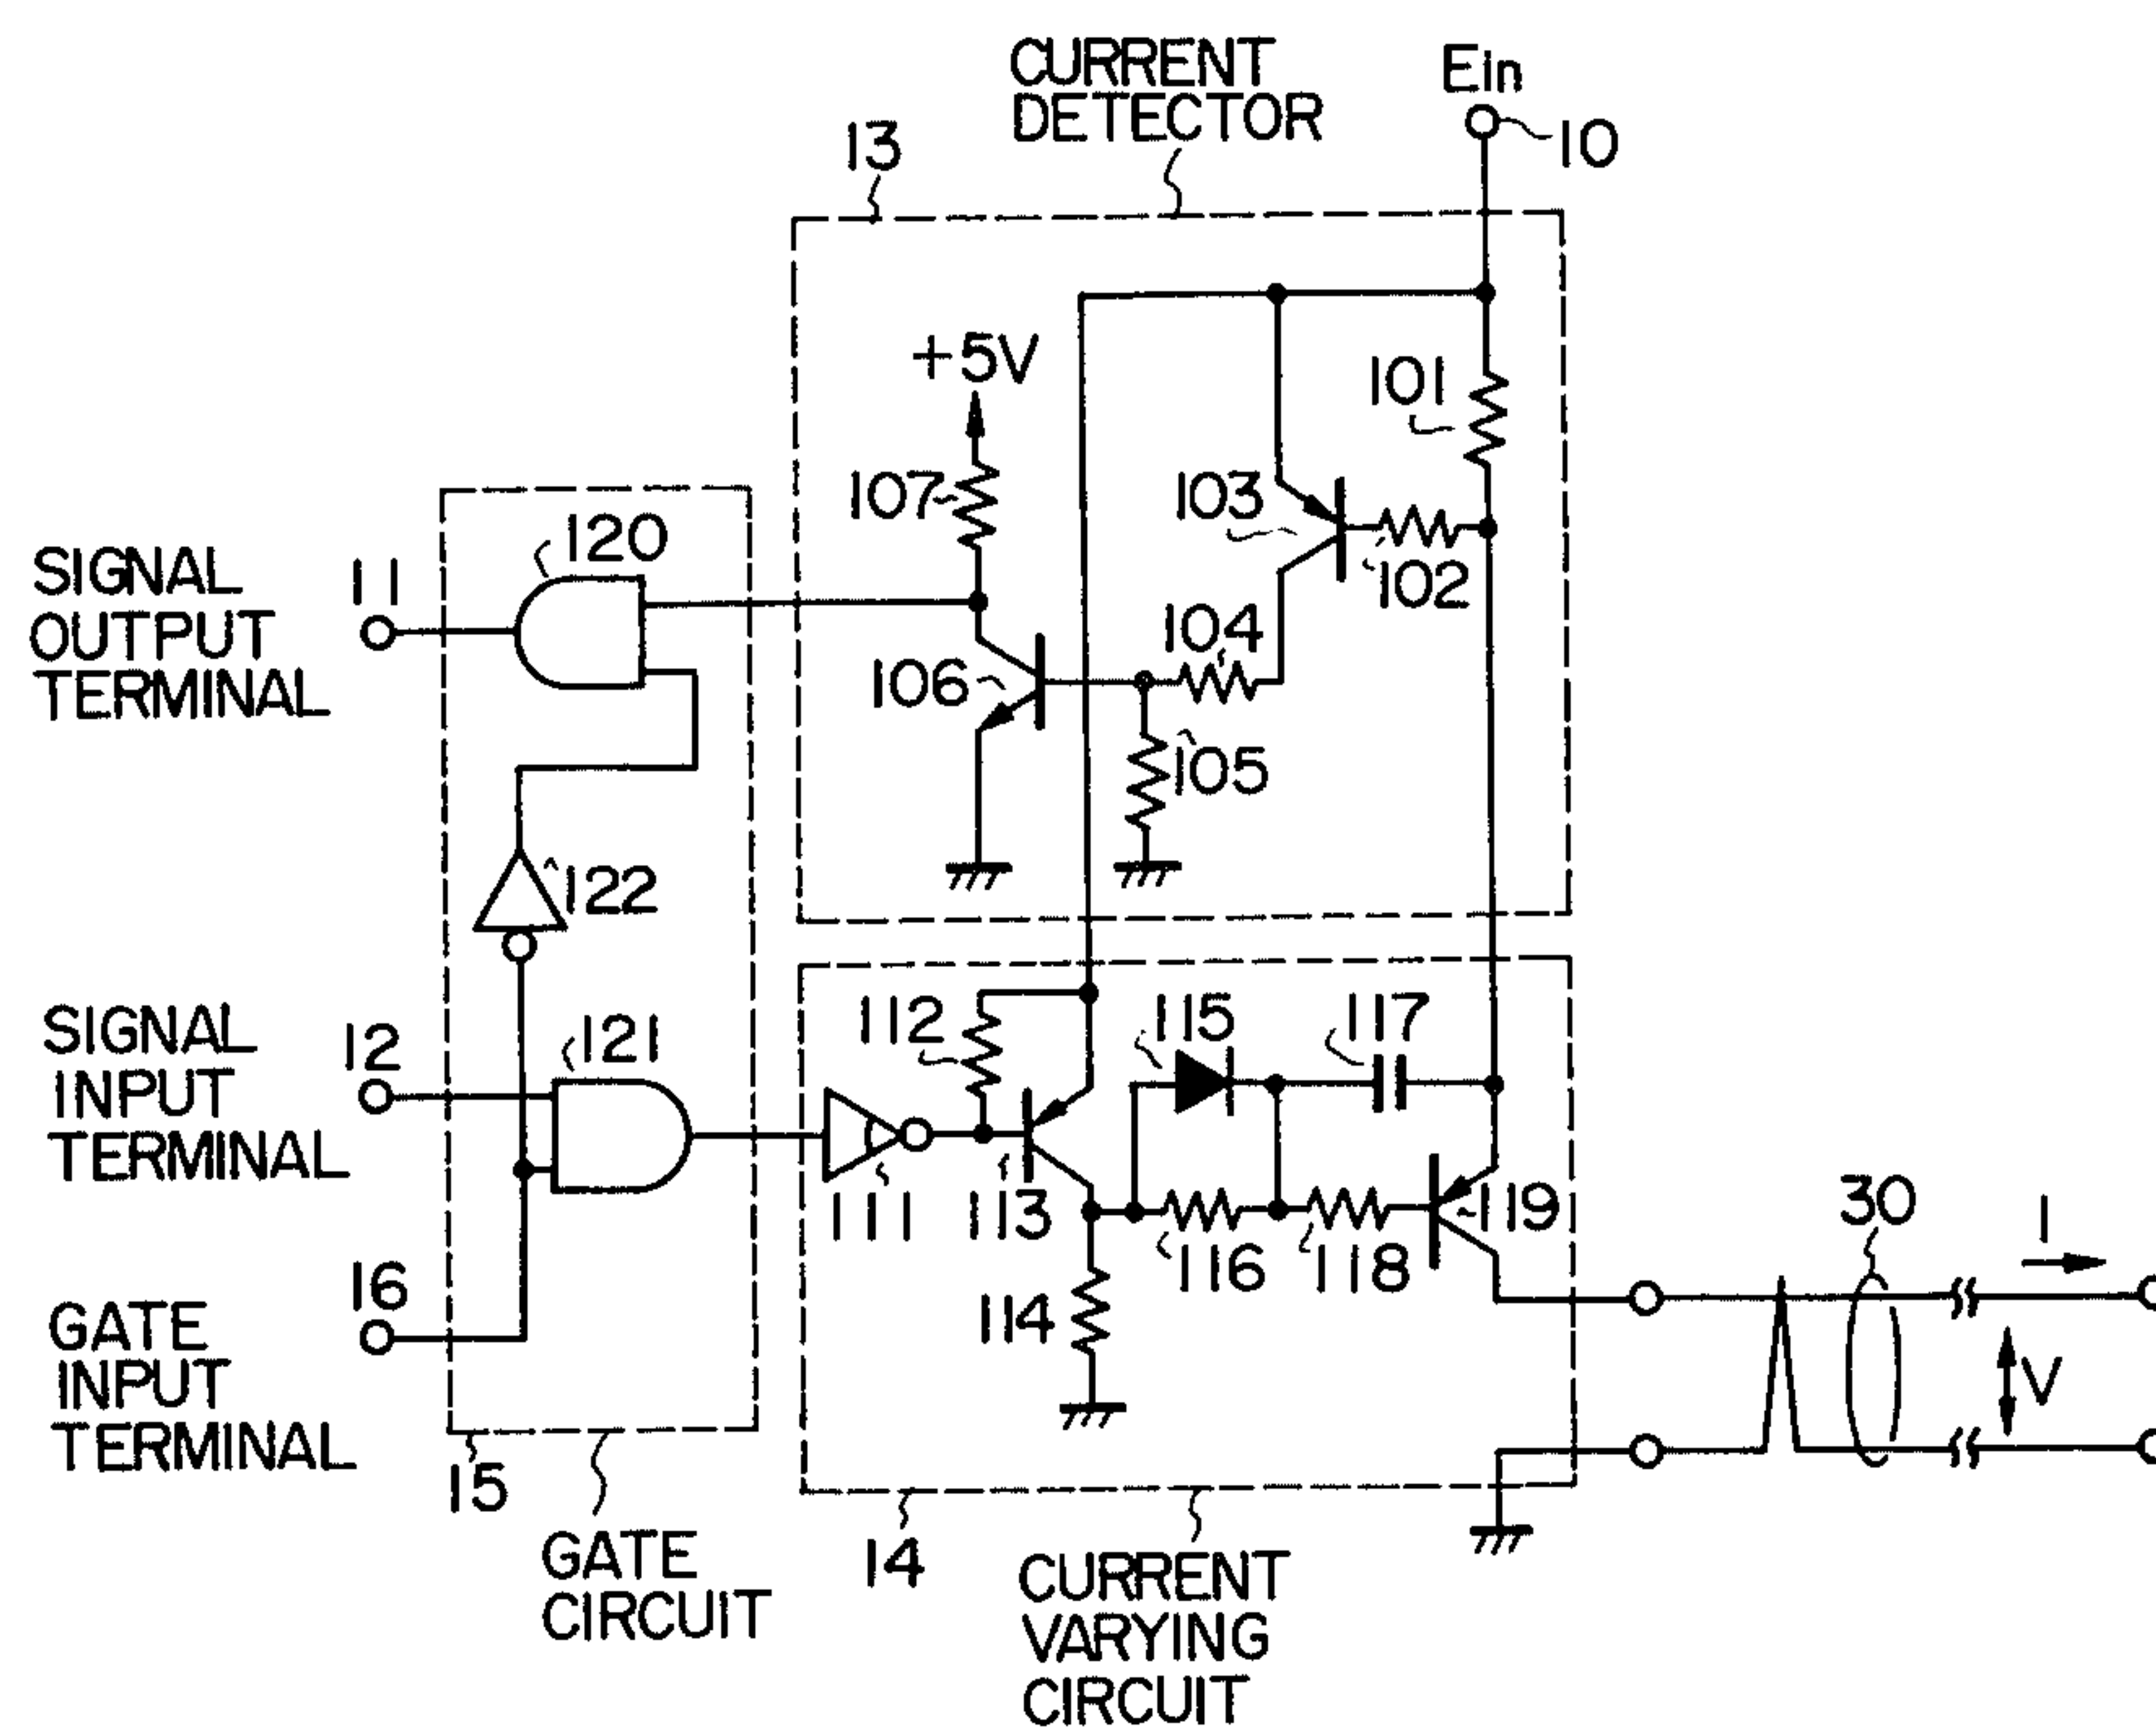 CURRENT
DETECTOR
Ein
10
13
+5V
101
107
103
102
120
SIGNAL
OUTPUT
TERMINAL
11
104
106
105
122
SIGNAL
INPUT
TERMINAL
12
121
112
115
117
111
113
116
118
119
30
I
GATE
INPUT
TERMINAL
16
114
V
15
GATE
CIRCUIT
14
CURRENT
VARYING
CIRCUIT